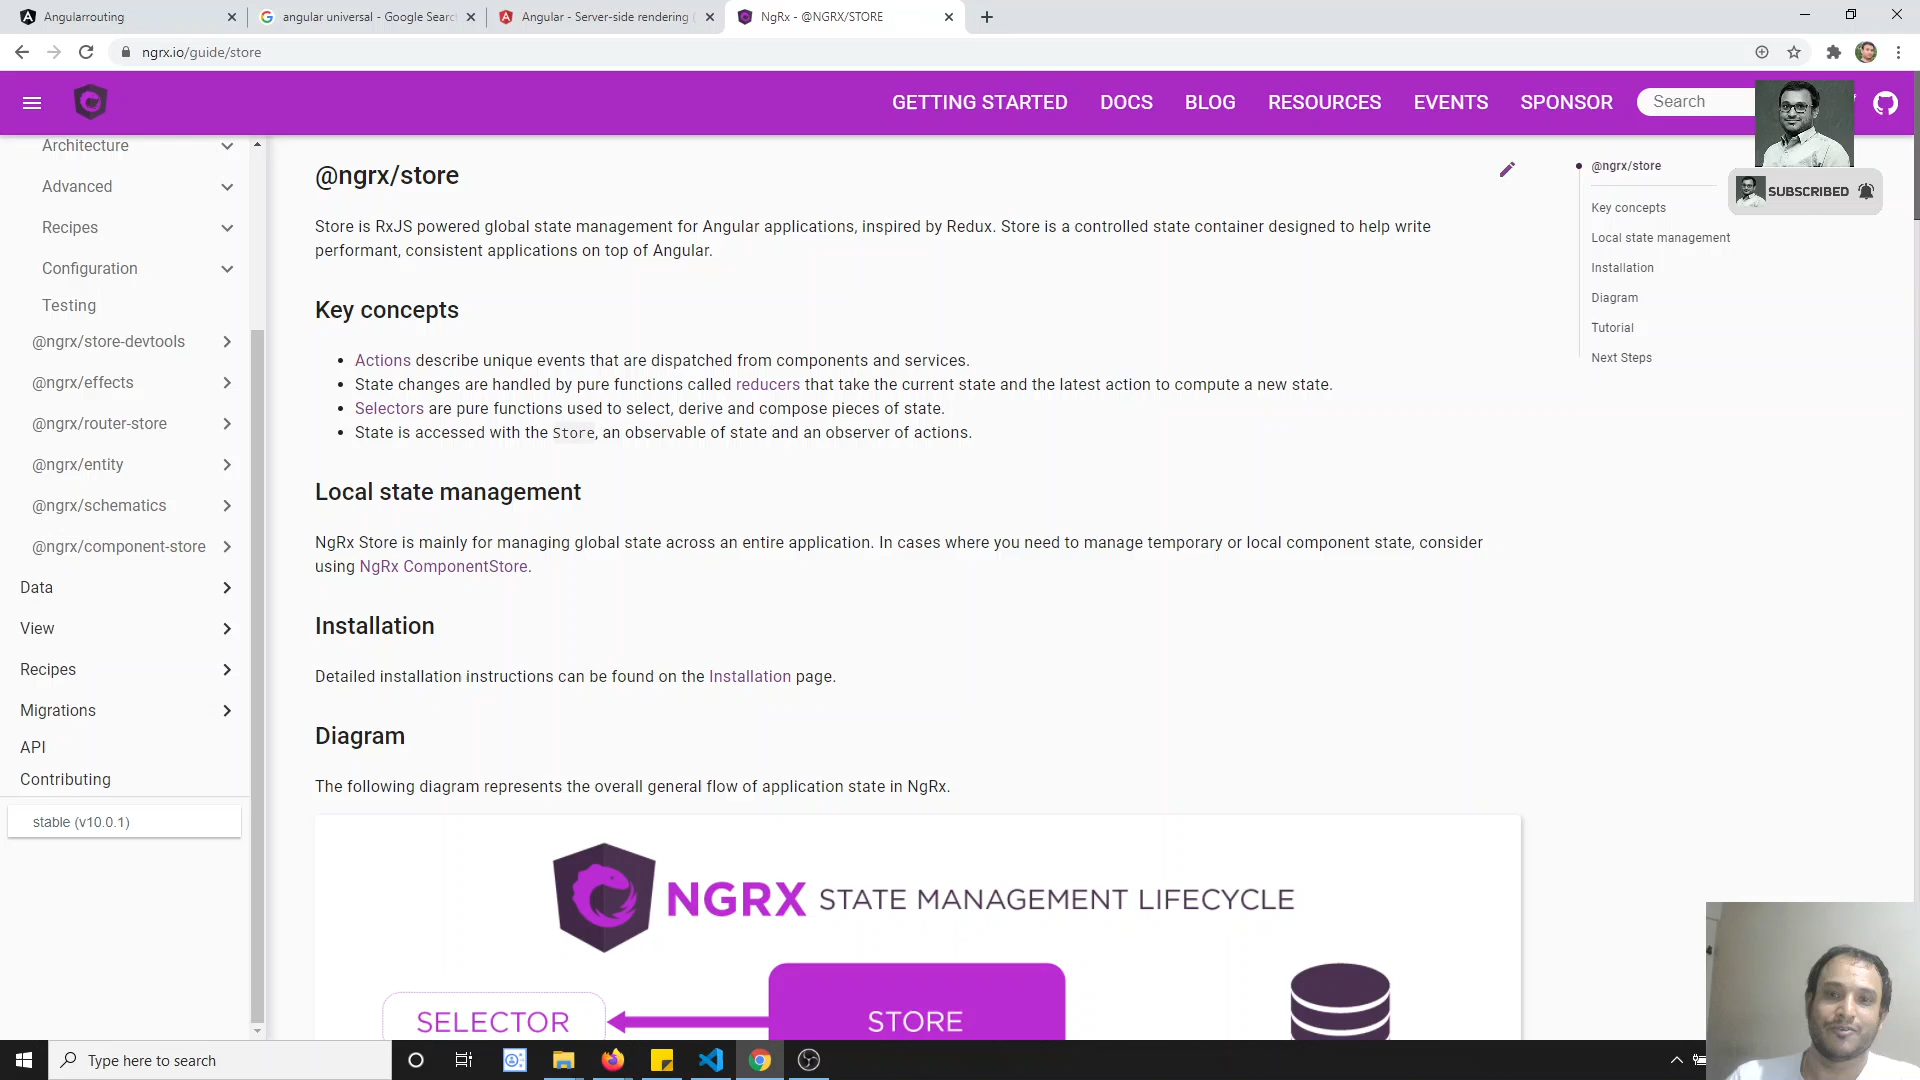 Angularrouting
angular universal - Google Searc
Angular - Server-side rendering (
NgRx - @NGRX/STORE
ngrx.io/guide/store
GETTING STARTED
DOCS
BLOG
RESOURCES
EVENTS
SPONSOR
Search
SUBSCRIBED
Architecture
Advanced
Recipes
Configuration
Testing
@ngrx/store-devtools
@ngrx/effects
@ngrx/router-store
@ngrx/entity
@ngrx/schematics
@ngrx/component-store
Data
View
Recipes
Migrations
API
Contributing
stable (v10.0.1)
@ngrx/store
Store is RxJS powered global state management for Angular applications, inspired by Redux. Store is a controlled state container designed to help write
performant, consistent applications on top of Angular.
Key concepts
• Actions describe unique events that are dispatched from components and services.
• State changes are handled by pure functions called reducers that take the current state and the latest action to compute a new state.
• Selectors are pure functions used to select, derive and compose pieces of state.
• State is accessed with the Store, an observable of state and an observer of actions.
Local state management
NgRx Store is mainly for managing global state across an entire application. In cases where you need to manage temporary or local component state, consider
using NgRx ComponentStore.
Installation
Detailed installation instructions can be found on the Installation page.
Diagram
The following diagram represents the overall general flow of application state in NgRx.
NGRX STATE MANAGEMENT LIFECYCLE
SELECTOR
STORE
@ngrx/store
Key concepts
Local state management
Installation
Diagram
Tutorial
Next Steps
Type here to search